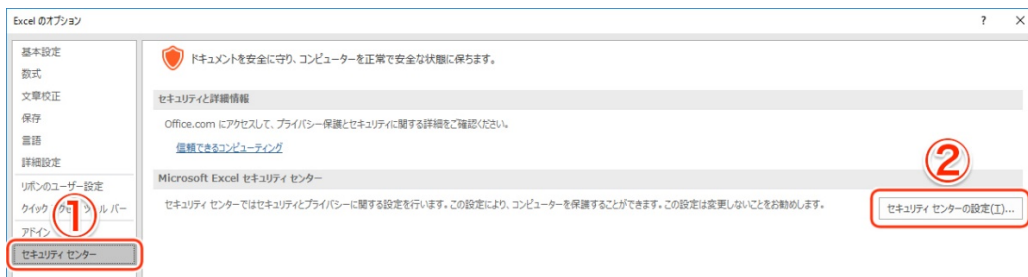 Excel のオプション
? ×
基本設定
数式
文章校正
保存
言語
詳細設定
リボンのユーザー設定
クイック アクセス ツール バー
アドイン
①
セキュリティ センター
ドキュメントを安全に守り、コンピューターを正常で安全な状態に保ちます。
セキュリティと詳細情報
Office.com にアクセスして、プライバシー保護とセキュリティに関する詳細をご確認ください。
信頼できるコンピューティング
Microsoft Excel セキュリティ センター
②
セキュリティ センターではセキュリティとプライバシーに関する設定を行います。この設定により、コンピューターを保護することができます。この設定は変更しないことをお勧めします。
セキュリティ センターの設定(T)...